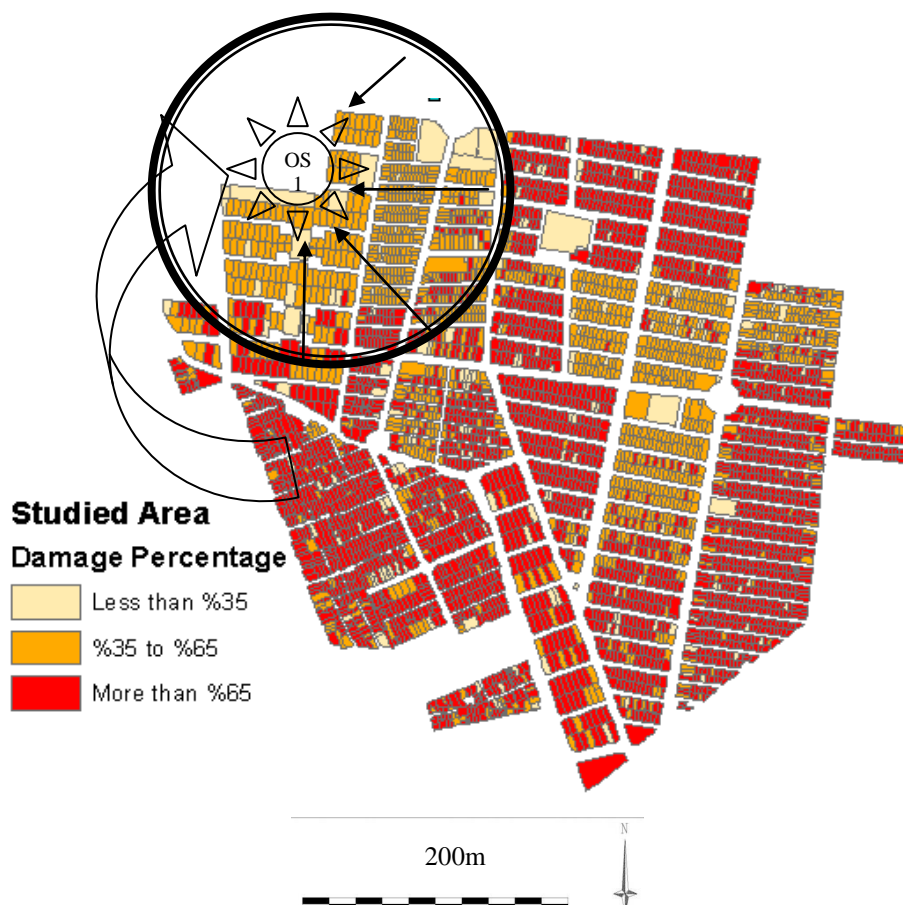 OS
1
Studied Area
Damage Percentage
Less than %35
%35 to %65
More than %65
200m
N